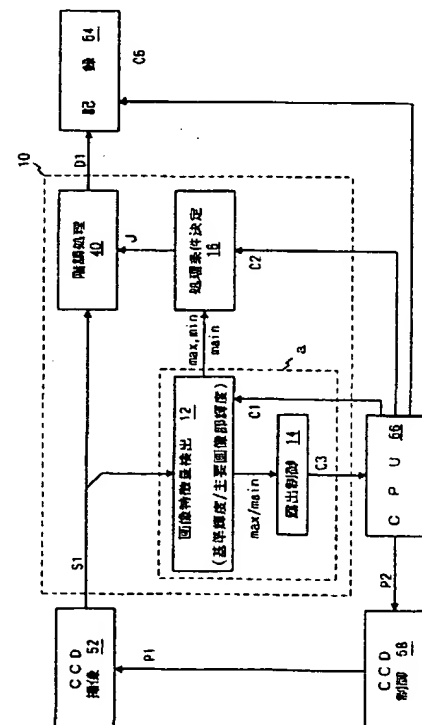 10
CCD
撮像 52
S1
階調処理
40
D1
記録 64
C6
J
処理条件決定
16
max,min
main
C2
a
画像特徴量検出 12
(基準輝度/主要画像部輝度)
C1
max/main
露出制御 14
C3
CPU 66
P1
P2
CCD
制御 68